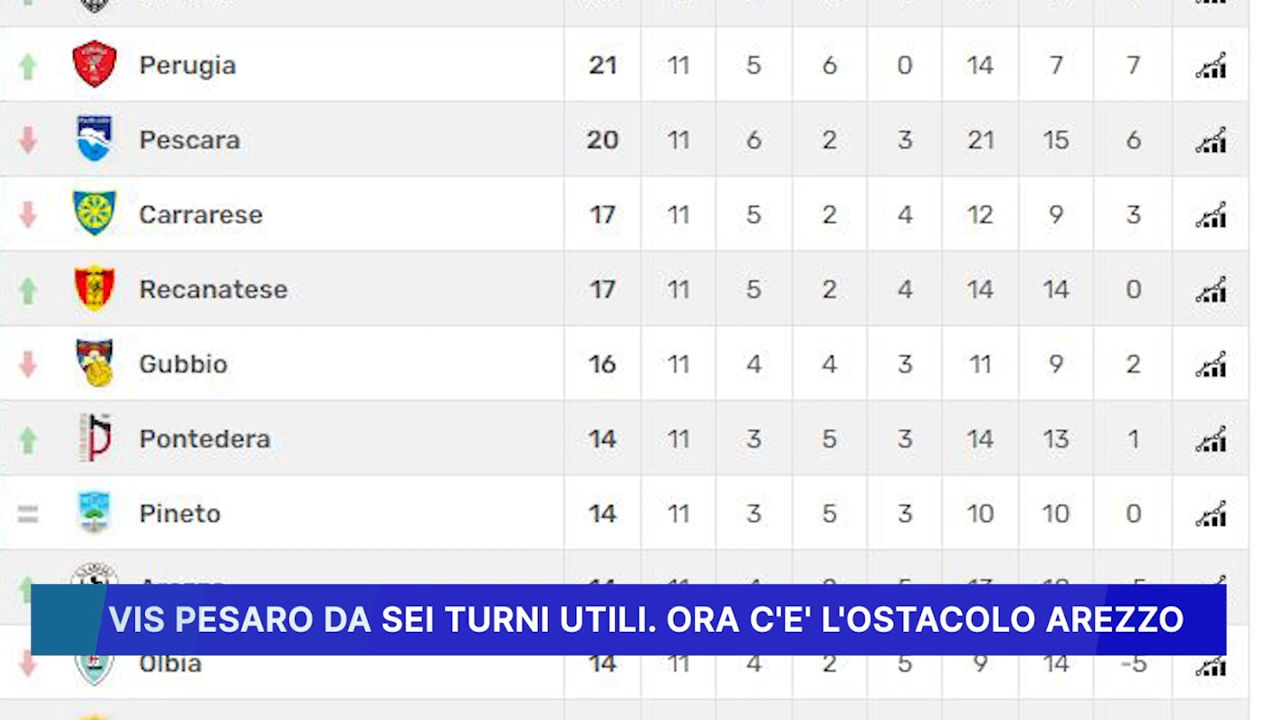 Perugia 21 11 5 6 0 14 7 7
Pescara 20 11 6 2 3 21 15 6
Carrarese 17 11 5 2 4 12 9 3
Recanatese 17 11 5 2 4 14 14 0
Gubbio 16 11 4 4 3 11 9 2
Pontedera 14 11 3 5 3 14 13 1
Pineto 14 11 3 5 3 10 10 0
VIS PESARO DA SEI TURNI UTILI. ORA C'E' L'OSTACOLO AREZZO
Olbia 14 11 4 2 5 9 14 -5